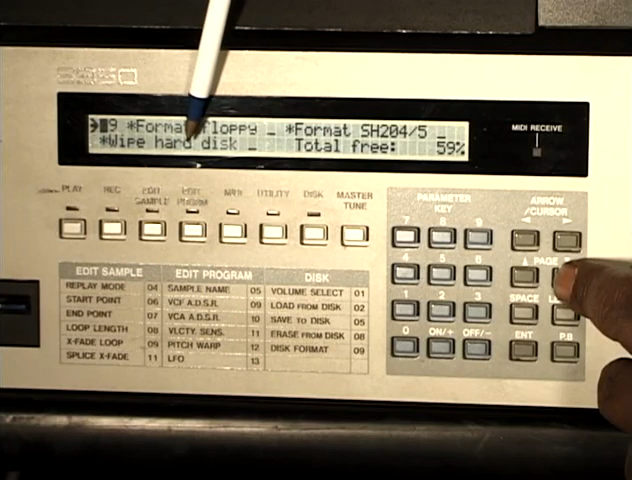 S950
09 *Format floppy _ *Format SH204/5 _
*Wipe hard disk _ Total free: 59%
MIDI RECEIVE
PLAY REC EDIT SAMPLE EDIT PROGRM MIDI UTILITY DISK MASTER TUNE
PARAMETER KEY
ARROW /CURSOR
7 8 9
4 5 6
PAGE
1 2 3
SPACE
0 ON/+ OFF/-
ENT P.B
EDIT SAMPLE
REPLAY MODE 04
START POINT 06
END POINT 07
LOOP LENGTH 08
X-FADE LOOP 09
SPLICE X-FADE 11
EDIT PROGRAM
SAMPLE NAME 05
VCF A.D.S.R. 09
VCA A.D.S.R. 10
VLCTY. SENS. 11
PITCH WARP 12
LFO 13
DISK
VOLUME SELECT 01
LOAD FROM DISK 02
SAVE TO DISK 05
ERASE FROM DISK 08
DISK FORMAT 09